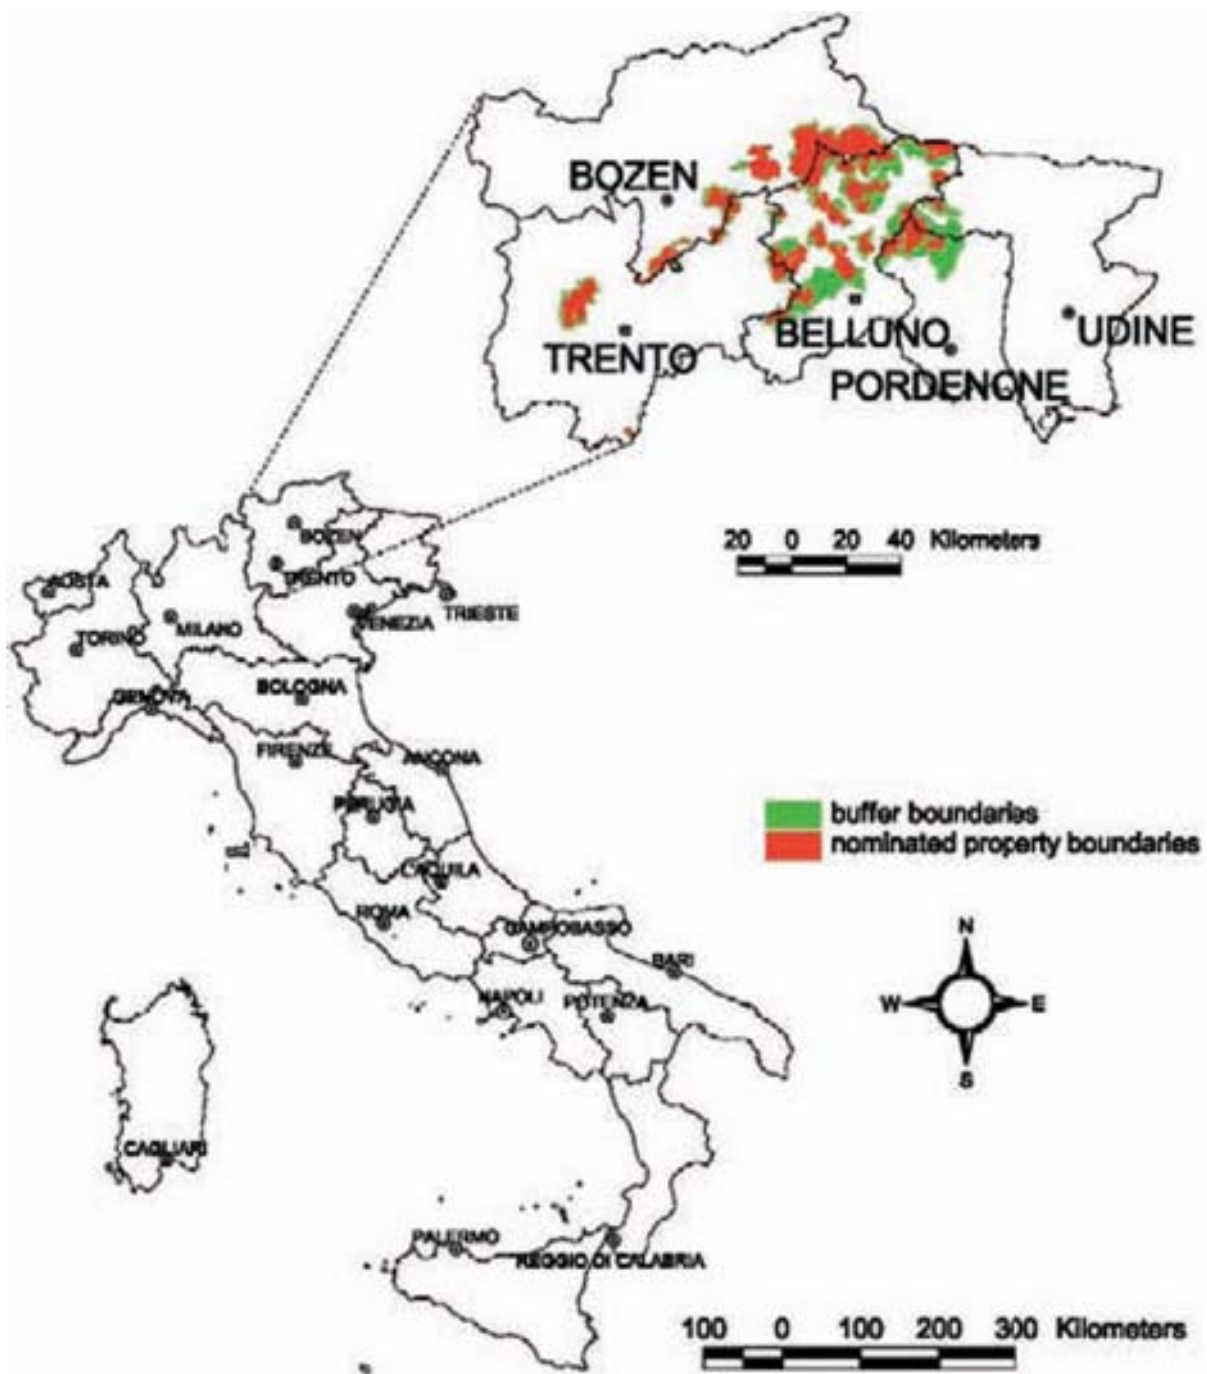 BOZEN
TRENTO
BELLUNO
UDINE
PORDENONE
20 0 20 40 Kilometers
BOZEN
TRENTO
AOSTA
VENEZIA
TRIESTE
TORINO
MILANO
GENOVA
BOLOGNA
FIRENZE
ANCONA
PERUGIA
buffer boundaries
nominated property boundaries
L'AQUILA
ROMA
CAMPOBASSO
BARI
NAPOLI
POTENZA
N
W
E
S
CAGLIARI
PALERMO
REGGIO DI CALABRIA
100 0 100 200 300 Kilometers